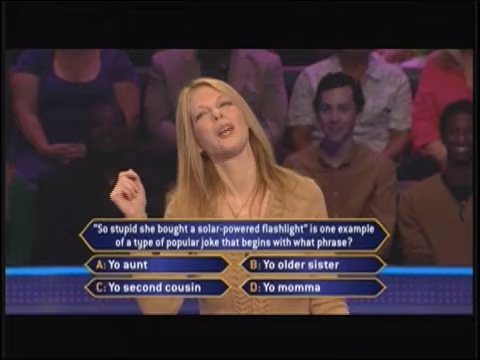 "So stupid she bought a solar-powered flashlight" is one example
of a type of popular joke that begins with what phrase?
A: Yo aunt
B: Yo older sister
C: Yo second cousin
D: Yo momma